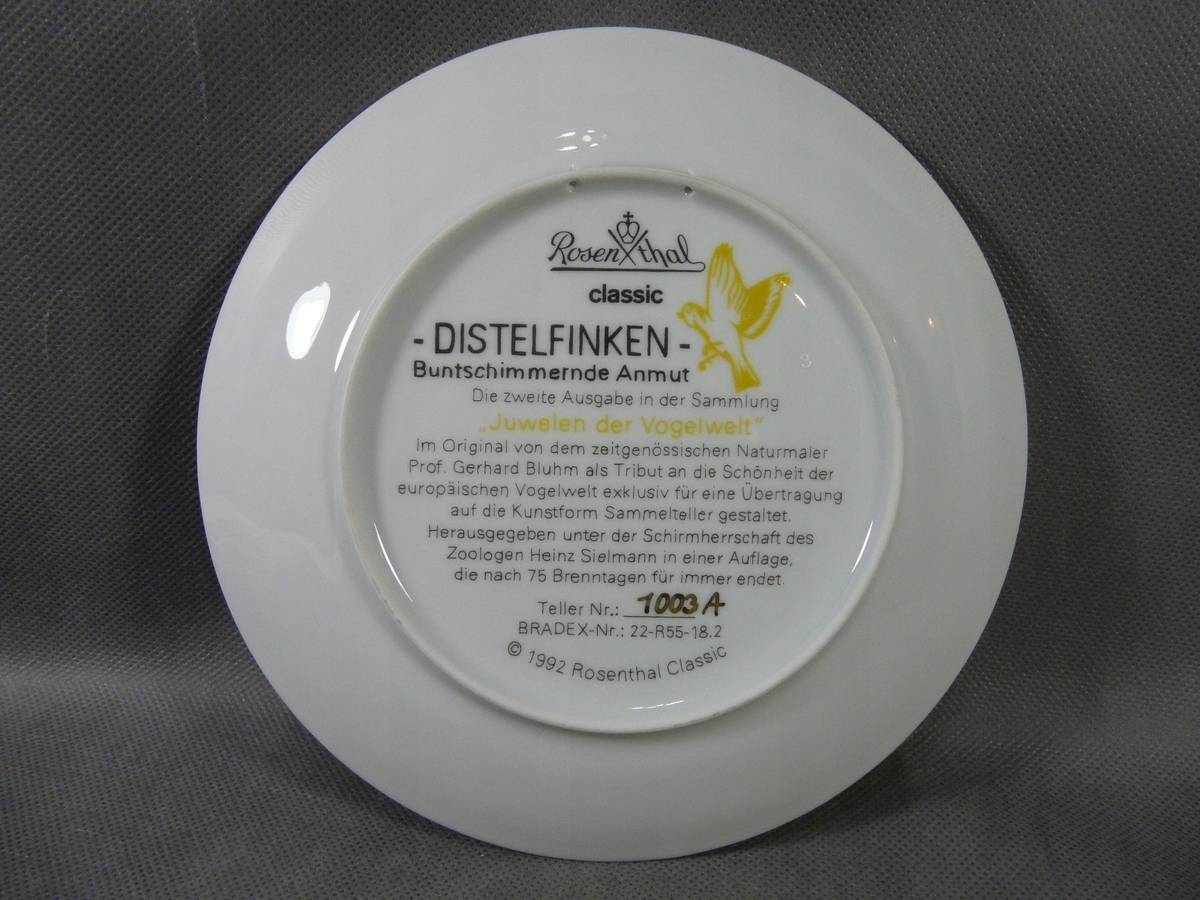 Rosenthal
classic
- DISTELFINKEN -
Buntschimmernde Anmut
Die zweite Ausgabe in der Sammlung
„Juwelen der Vogelwelt“
Im Original von dem zeitgenössischen Naturmaler
Prof. Gerhard Bluhm als Tribut an die Schönheit der
europäischen Vogelwelt exklusiv für eine Übertragung
auf die Kunstform Sammelteller gestaltet.
Herausgegeben unter der Schirmherrschaft des
Zoologen Heinz Sielmann in einer Auflage,
die nach 75 Brenntagen für immer endet.
Teller Nr.: 1003 A
BRADEX-Nr.: 22-R55-18.2
© 1992 Rosenthal Classic
3